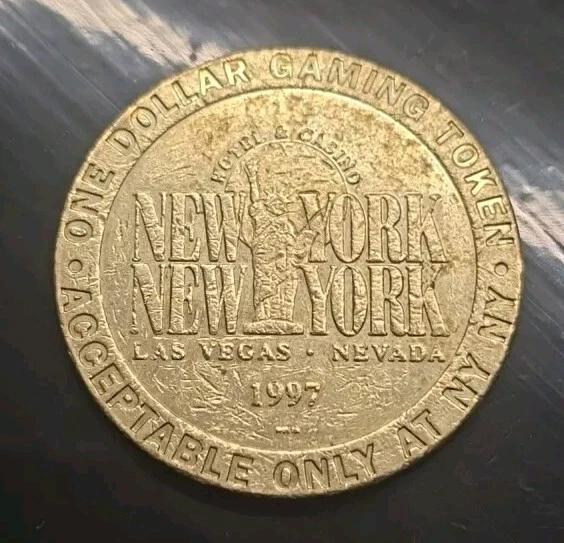 ONE DOLLAR GAMING TOKEN
HOTEL & CASINO
NEW YORK
NEW YORK
LAS VEGAS · NEVADA
1997
· ACCEPTABLE ONLY AT NY NY ·